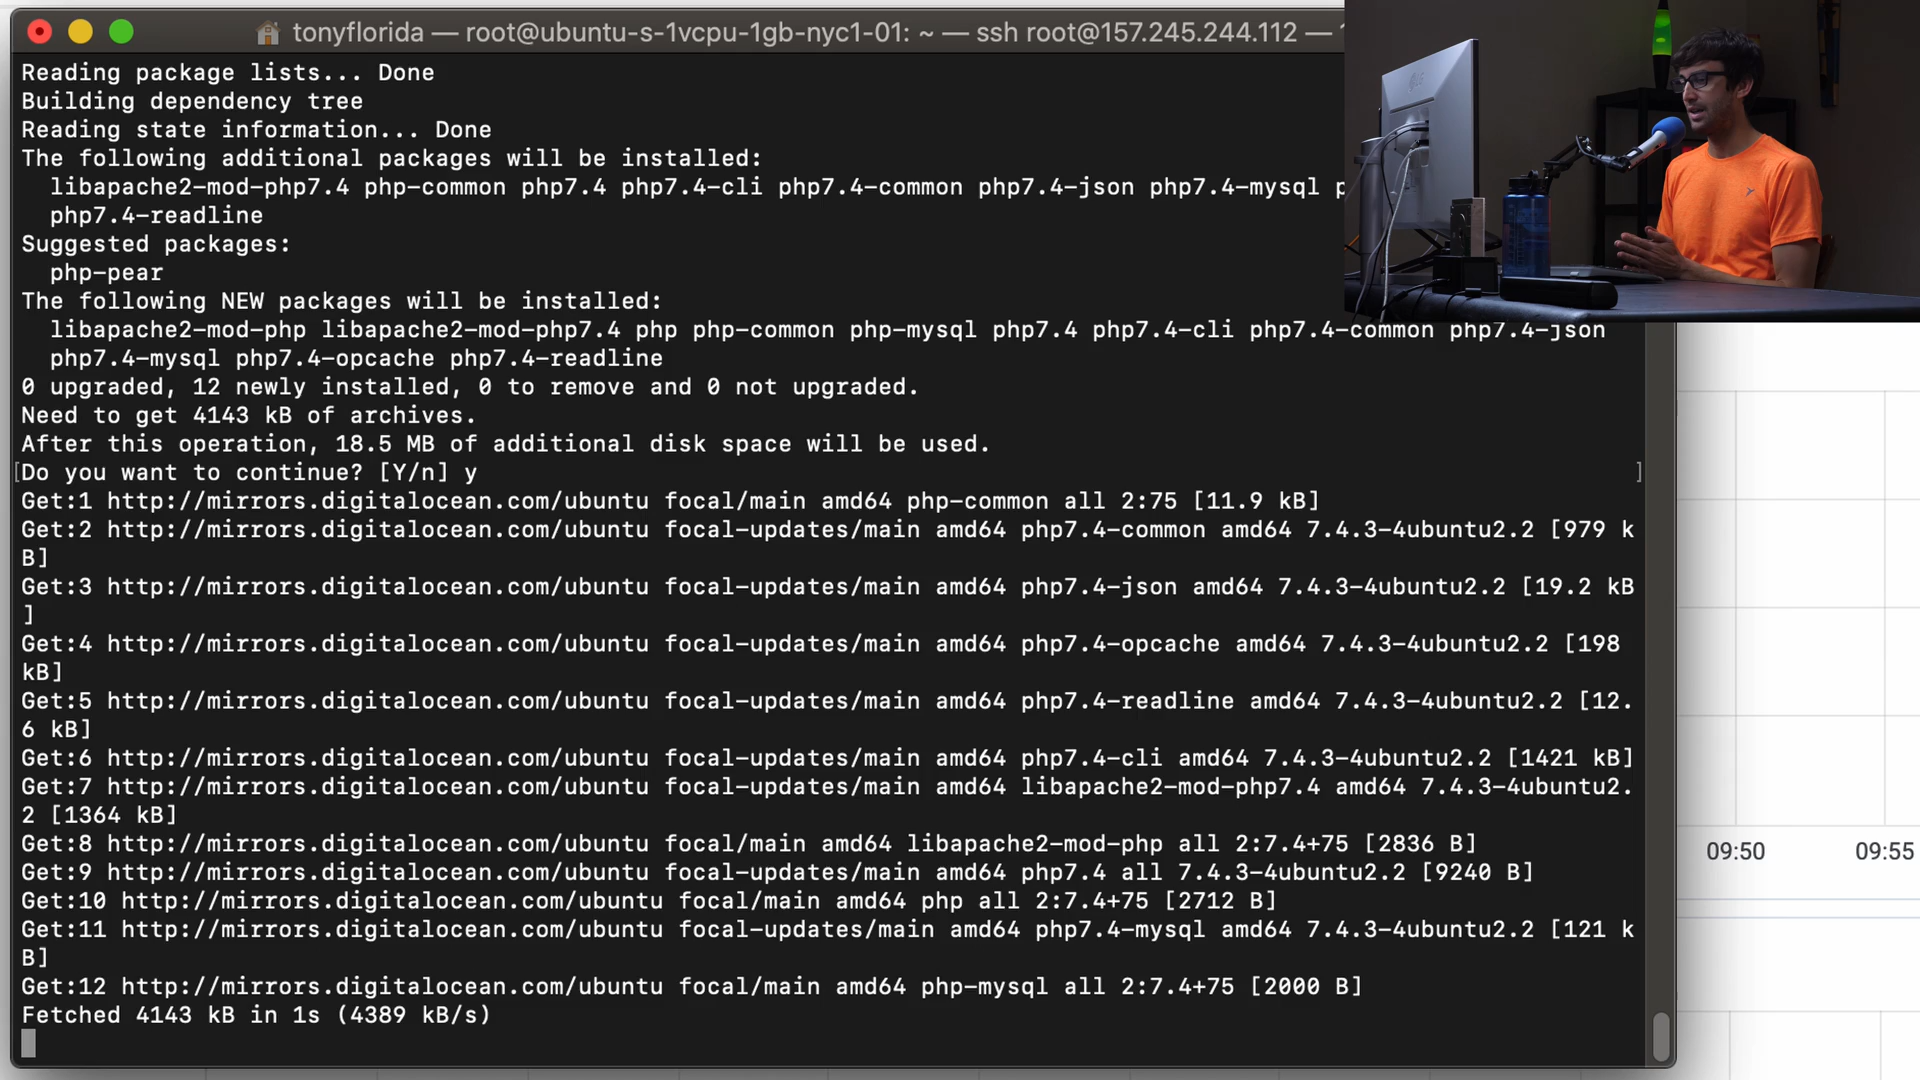 tonyflorida — root@ubuntu-s-1vcpu-1gb-nyc1-01: ~ — ssh root@157.245.244.112 —
Reading package lists... Done
Building dependency tree
Reading state information... Done
The following additional packages will be installed:
libapache2-mod-php7.4 php-common php7.4 php7.4-cli php7.4-common php7.4-json php7.4-mysql
php7.4-readline
Suggested packages:
php-pear
The following NEW packages will be installed:
libapache2-mod-php libapache2-mod-php7.4 php php-common php-mysql php7.4 php7.4-cli php7.4-common php7.4-json
php7.4-mysql php7.4-opcache php7.4-readline
0 upgraded, 12 newly installed, 0 to remove and 0 not upgraded.
Need to get 4143 kB of archives.
After this operation, 18.5 MB of additional disk space will be used.
[Do you want to continue? [Y/n] y ]
Get:1 http://mirrors.digitalocean.com/ubuntu focal/main amd64 php-common all 2:75 [11.9 kB]
Get:2 http://mirrors.digitalocean.com/ubuntu focal-updates/main amd64 php7.4-common amd64 7.4.3-4ubuntu2.2 [979 k
B]
Get:3 http://mirrors.digitalocean.com/ubuntu focal-updates/main amd64 php7.4-json amd64 7.4.3-4ubuntu2.2 [19.2 kB
]
Get:4 http://mirrors.digitalocean.com/ubuntu focal-updates/main amd64 php7.4-opcache amd64 7.4.3-4ubuntu2.2 [198
kB]
Get:5 http://mirrors.digitalocean.com/ubuntu focal-updates/main amd64 php7.4-readline amd64 7.4.3-4ubuntu2.2 [12.
6 kB]
Get:6 http://mirrors.digitalocean.com/ubuntu focal-updates/main amd64 php7.4-cli amd64 7.4.3-4ubuntu2.2 [1421 kB]
Get:7 http://mirrors.digitalocean.com/ubuntu focal-updates/main amd64 libapache2-mod-php7.4 amd64 7.4.3-4ubuntu2.
2 [1364 kB]
Get:8 http://mirrors.digitalocean.com/ubuntu focal/main amd64 libapache2-mod-php all 2:7.4+75 [2836 B]
Get:9 http://mirrors.digitalocean.com/ubuntu focal-updates/main amd64 php7.4 all 7.4.3-4ubuntu2.2 [9240 B]
Get:10 http://mirrors.digitalocean.com/ubuntu focal/main amd64 php all 2:7.4+75 [2712 B]
Get:11 http://mirrors.digitalocean.com/ubuntu focal-updates/main amd64 php7.4-mysql amd64 7.4.3-4ubuntu2.2 [121 k
B]
Get:12 http://mirrors.digitalocean.com/ubuntu focal/main amd64 php-mysql all 2:7.4+75 [2000 B]
Fetched 4143 kB in 1s (4389 kB/s)
09:50 09:55